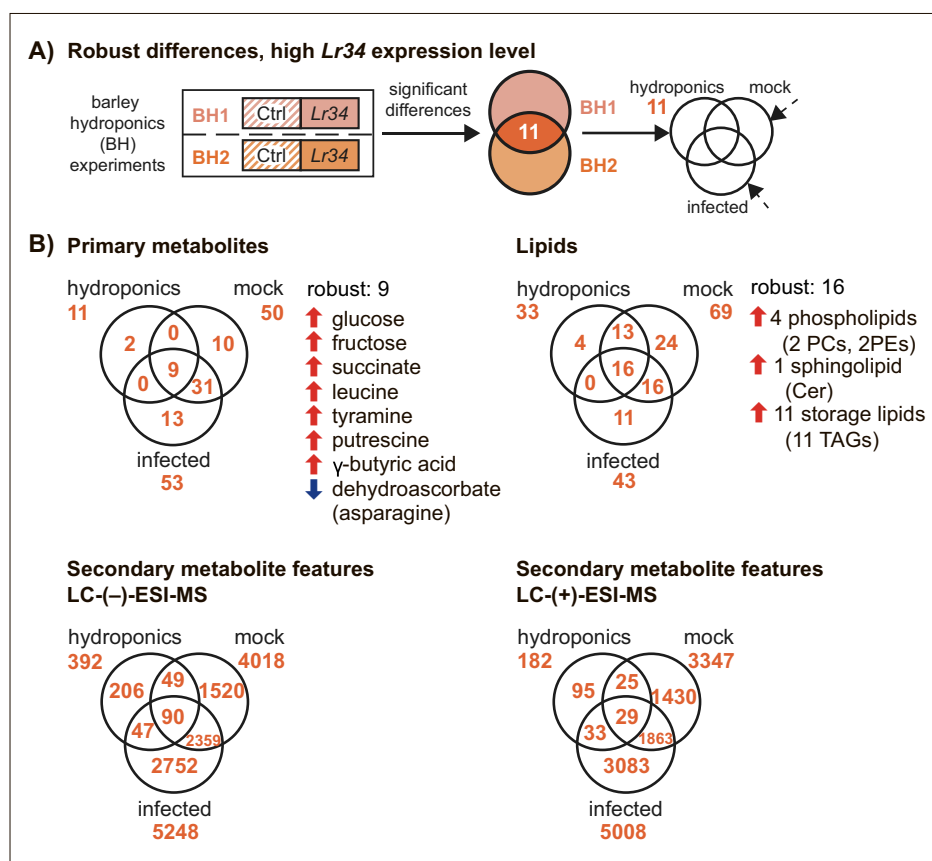 A) Robust differences, high Lr34 expression level
barley
hydroponics
(BH)
experiments
BH1 Ctrl Lr34
BH2 Ctrl Lr34
significant
differences
11
BH1
BH2
hydroponics
11
mock
infected
B) Primary metabolites
hydroponics
11
mock
50
2
0
10
9
0
31
13
infected
53
robust: 9
glucose
fructose
succinate
leucine
tyramine
putrescine
γ-butyric acid
dehydroascorbate
(asparagine)
Lipids
hydroponics
33
mock
69
4
13
24
16
0
16
11
infected
43
robust: 16
4 phospholipids
(2 PCs, 2PEs)
1 sphingolipid
(Cer)
11 storage lipids
(11 TAGs)
Secondary metabolite features
LC-(–)-ESI-MS
hydroponics
392
mock
4018
206
49
1520
90
47
2359
2752
infected
5248
Secondary metabolite features
LC-(+)-ESI-MS
hydroponics
182
mock
3347
95
25
1430
29
33
1863
3083
infected
5008